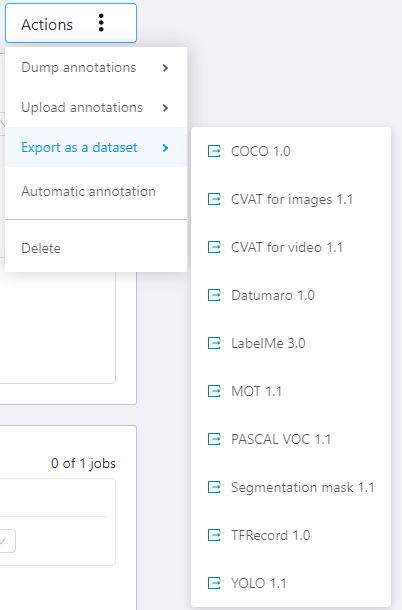 Actions
Dump annotations
Upload annotations
Export as a dataset
Automatic annotation
Delete
COCO 1.0
CVAT for images 1.1
CVAT for video 1.1
Datumaro 1.0
LabelMe 3.0
MOT 1.1
PASCAL VOC 1.1
Segmentation mask 1.1
TFRecord 1.0
YOLO 1.1
0 of 1 jobs